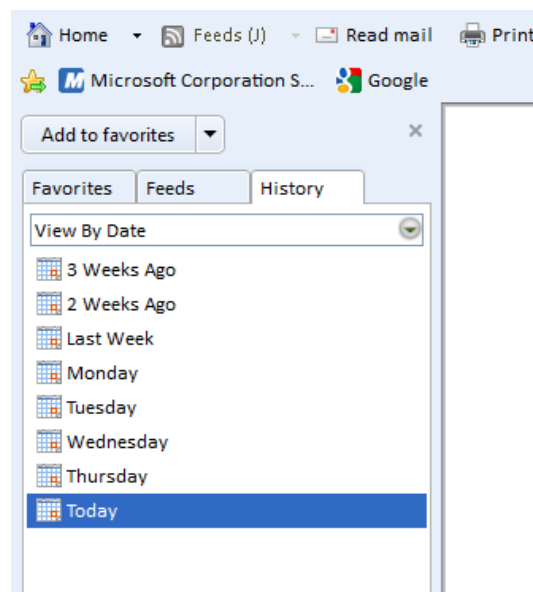 Home Feeds (J) Read mail Print
Microsoft Corporation S... Google
Add to favorites
Favorites Feeds History
View By Date
3 Weeks Ago
2 Weeks Ago
Last Week
Monday
Tuesday
Wednesday
Thursday
Today